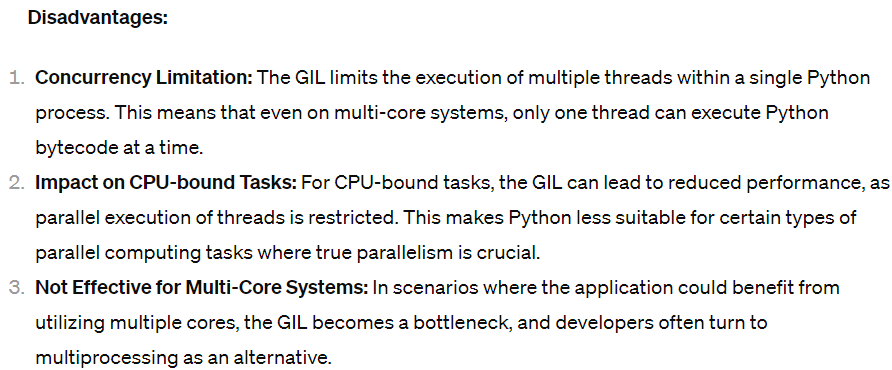 Disadvantages:
1. Concurrency Limitation: The GIL limits the execution of multiple threads within a single Python
process. This means that even on multi-core systems, only one thread can execute Python
bytecode at a time.
2. Impact on CPU-bound Tasks: For CPU-bound tasks, the GIL can lead to reduced performance, as
parallel execution of threads is restricted. This makes Python less suitable for certain types of
parallel computing tasks where true parallelism is crucial.
3. Not Effective for Multi-Core Systems: In scenarios where the application could benefit from
utilizing multiple cores, the GIL becomes a bottleneck, and developers often turn to
multiprocessing as an alternative.